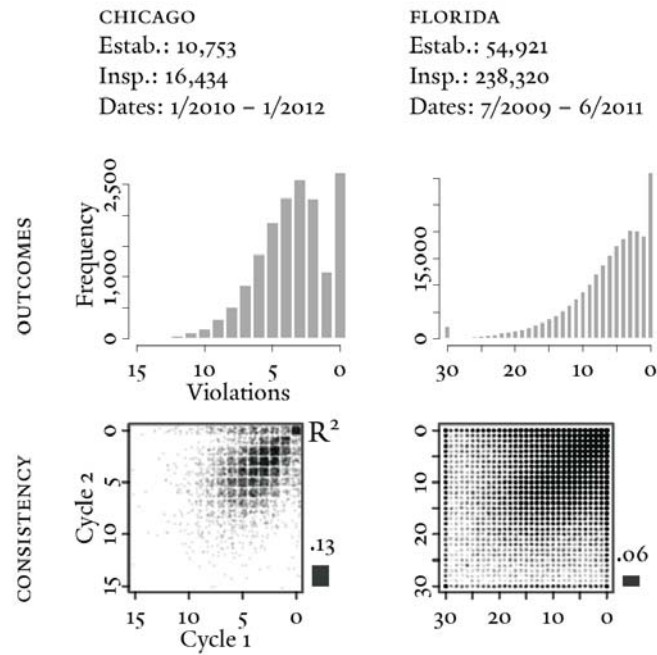 CHICAGO
Estab.: 10,753
Insp.: 16,434
Dates: 1/2010 – 1/2012
FLORIDA
Estab.: 54,921
Insp.: 238,320
Dates: 7/2009 – 6/2011
OUTCOMES
Frequency
2,500
1,000
0
15 10 5 0
Violations
15,000
0
30 20 10 0
CONSISTENCY
Cycle 2
0
5
10
15
R²
.13
15 10 5 0
Cycle 1
0
10
20
30
.06
30 20 10 0